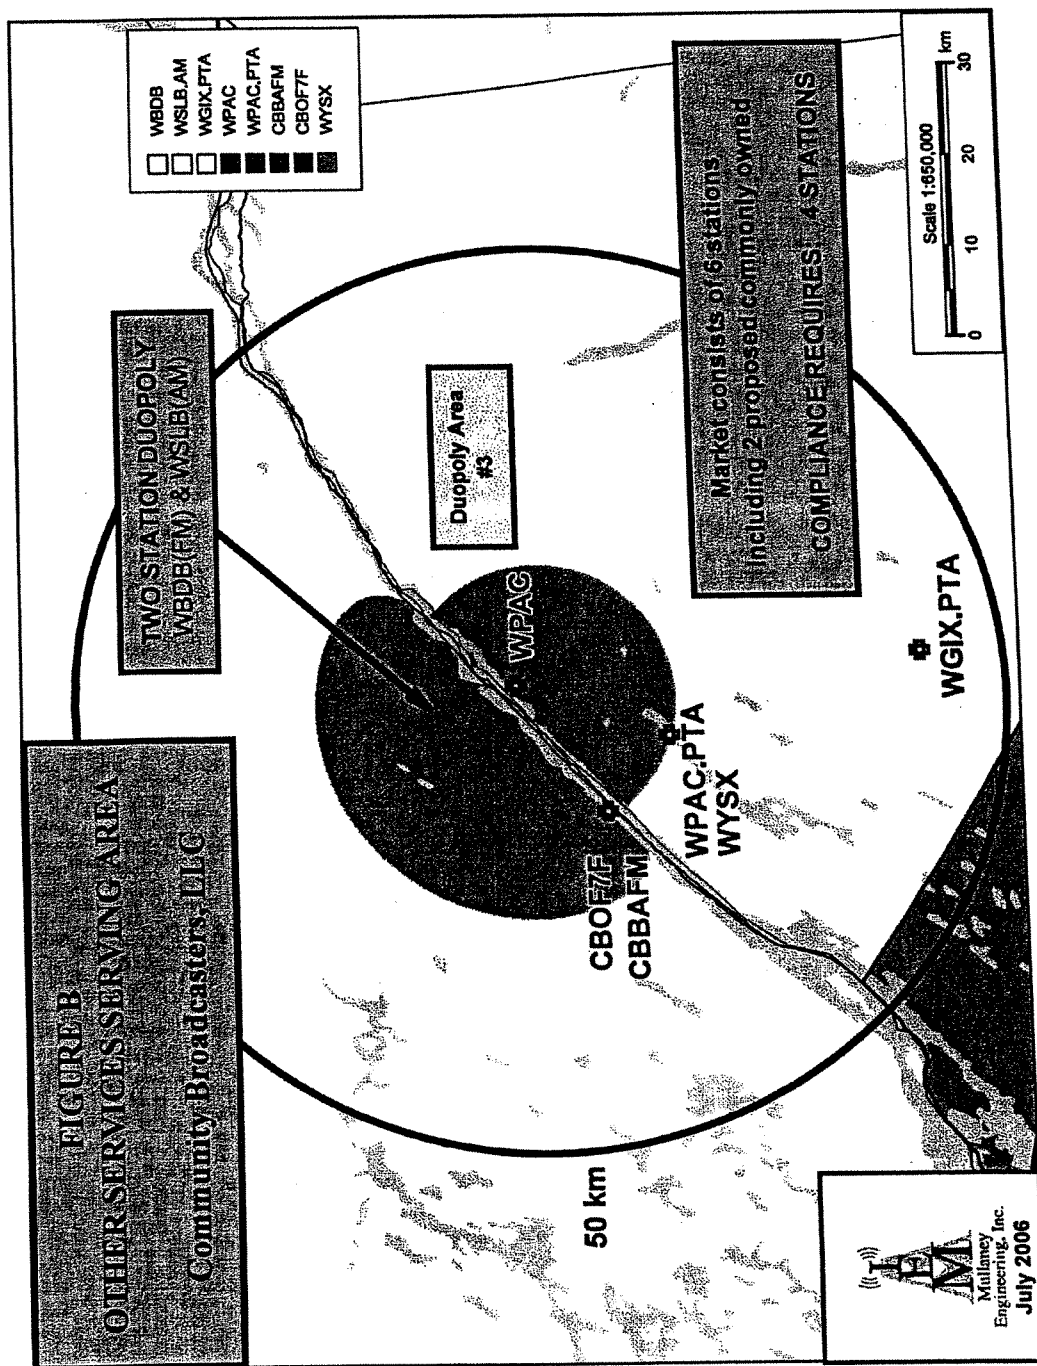 FIGURE B
OTHER SERVICES SERVING AREA
Community Broadcasters, LLC
TWO STATION DUOPOLY
WBDB(FM) & WSLB(AM)
WBDB
WSLB.AM
WGIX.PTA
WPAC
WPAC.PTA
CBBAFM
CBOF7F
WYSX
Duopoly Area
#3
WPAC
CBOF7F
CBBAFM
WPAC.PTA
WYSX
WGIX.PTA
50 km
Market consists of 6 stations
Including 2 proposed commonly owned
COMPLIANCE REQUIRES: 4 STATIONS
Scale 1:650,000
0 10 20 30 km
Mullaney
Engineering, Inc.
July 2006